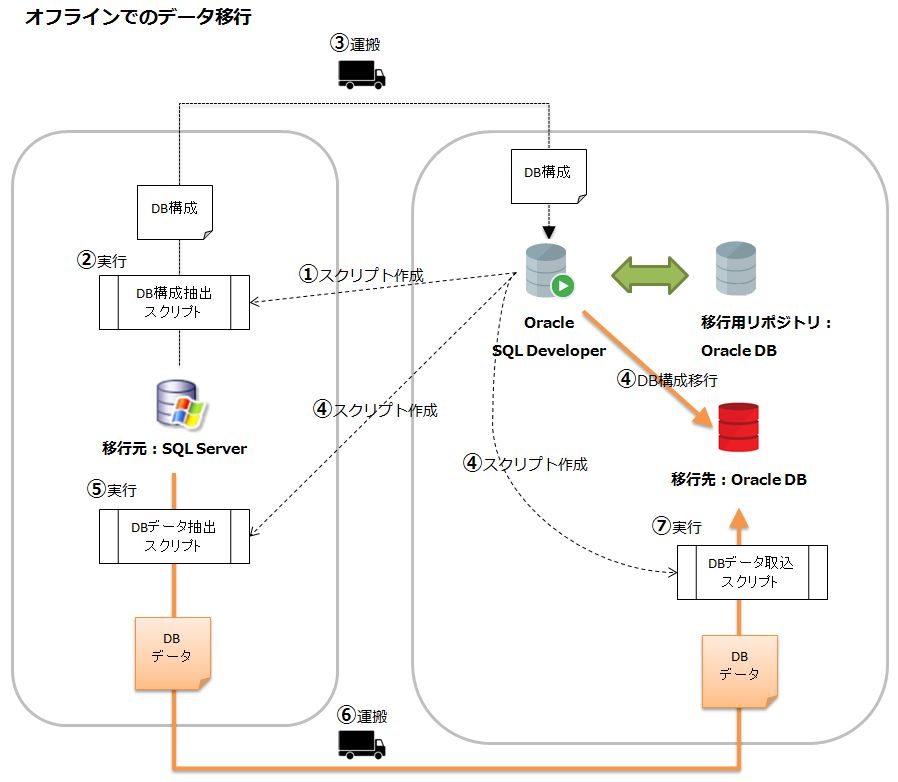 オフラインでのデータ移行
③運搬
DB構成
DB構成
②実行
①スクリプト作成
DB構成抽出
スクリプト
Oracle
SQL Developer
移行用リポジトリ：
Oracle DB
④DB構成移行
④スクリプト作成
移行元：SQL Server
④スクリプト作成
移行先：Oracle DB
⑤実行
DBデータ抽出
スクリプト
⑦実行
DBデータ取込
スクリプト
DB
データ
DB
データ
⑥運搬